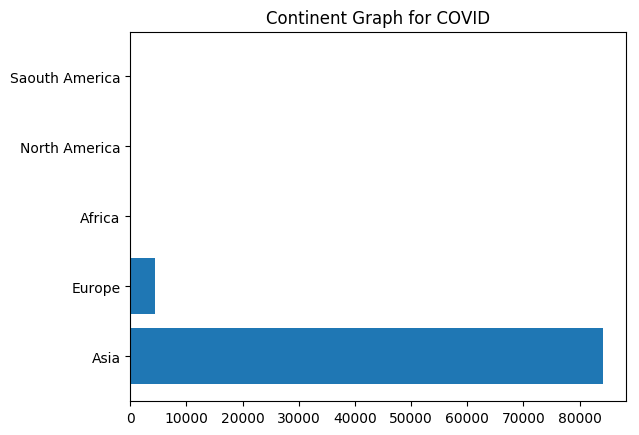 Continent Graph for COVID
Saouth America
North America
Africa
Europe
Asia
0 10000 20000 30000 40000 50000 60000 70000 80000